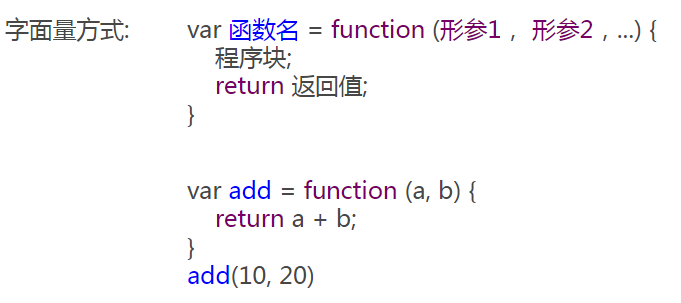 字面量方式: var 函数名 = function (形参1 , 形参2 , ...) {
程序块;
return 返回值;
}
var add = function (a, b) {
return a + b;
}
add(10, 20)